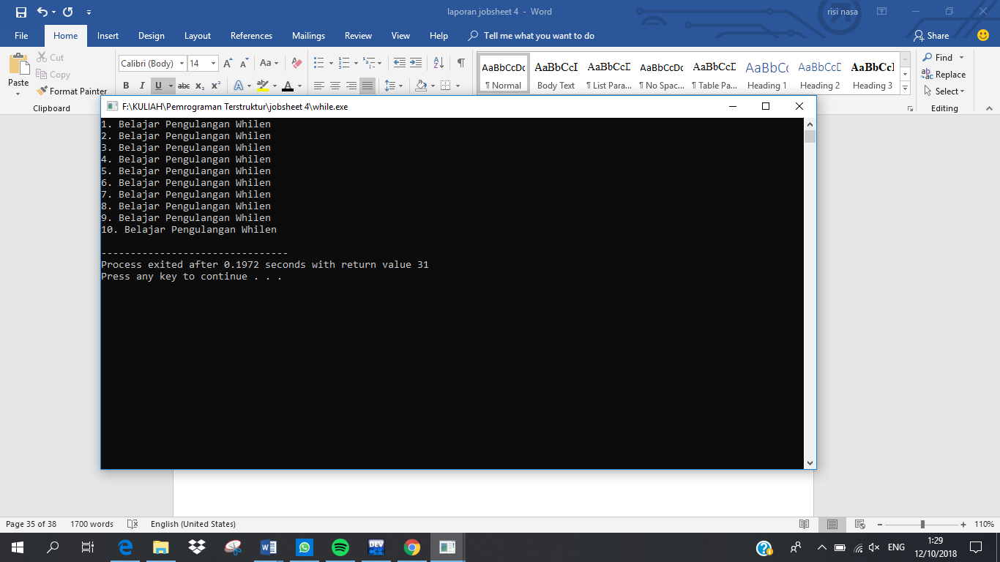 laporan jobsheet 4 - Word
risi nasa
File Home Insert Design Layout References Mailings Review View Help Tell me what you want to do Share
Paste
Cut
Copy
Format Painter
Clipboard
Calibri (Body) 14
AaBbCcDc AaBbCcI AaBbCcI AaBbCcDc AaBbCcI AaBbCc AaBbCcD AaBbCcI
¶ Normal Body Text ¶ List Para... ¶ No Spac... ¶ Table Pa... Heading 1 Heading 2 Heading 3
Find
Replace
Select
Editing
F:\KULIAH\Pemrograman Terstruktur\jobsheet 4\while.exe
1. Belajar Pengulangan Whilen
2. Belajar Pengulangan Whilen
3. Belajar Pengulangan Whilen
4. Belajar Pengulangan Whilen
5. Belajar Pengulangan Whilen
6. Belajar Pengulangan Whilen
7. Belajar Pengulangan Whilen
8. Belajar Pengulangan Whilen
9. Belajar Pengulangan Whilen
10. Belajar Pengulangan Whilen
--------------------------------
Process exited after 0.1972 seconds with return value 31
Press any key to continue . . .
Page 35 of 38 1700 words English (United States) 110%
DEV
ENG
1:29
12/10/2018